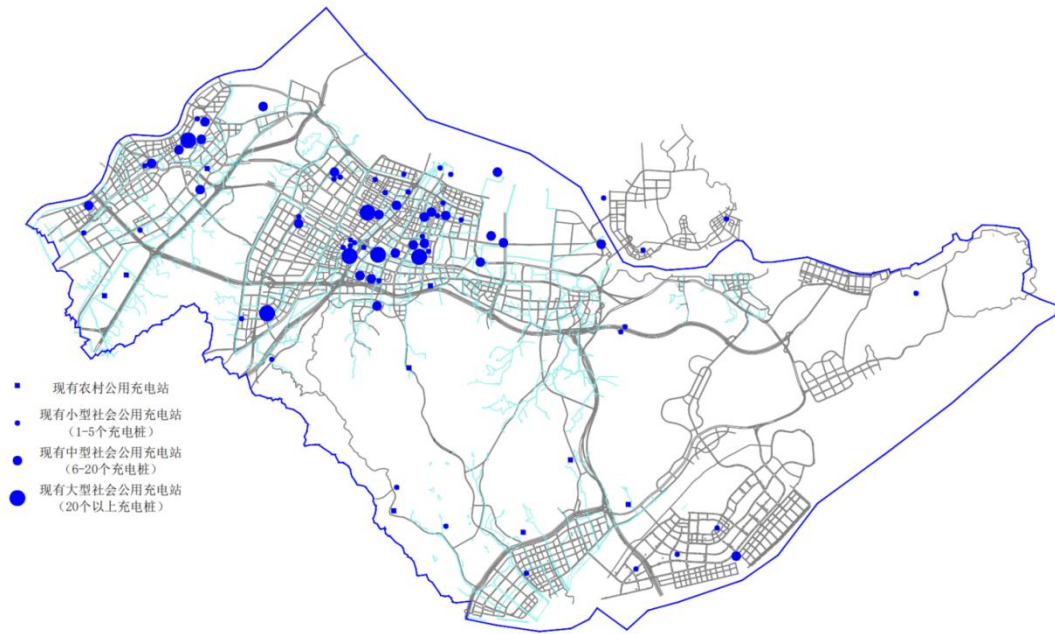 现有农村公用充电站
现有小型社会公用充电站
（1-5个充电桩）
现有中型社会公用充电站
（6-20个充电桩）
现有大型社会公用充电站
（20个以上充电桩）